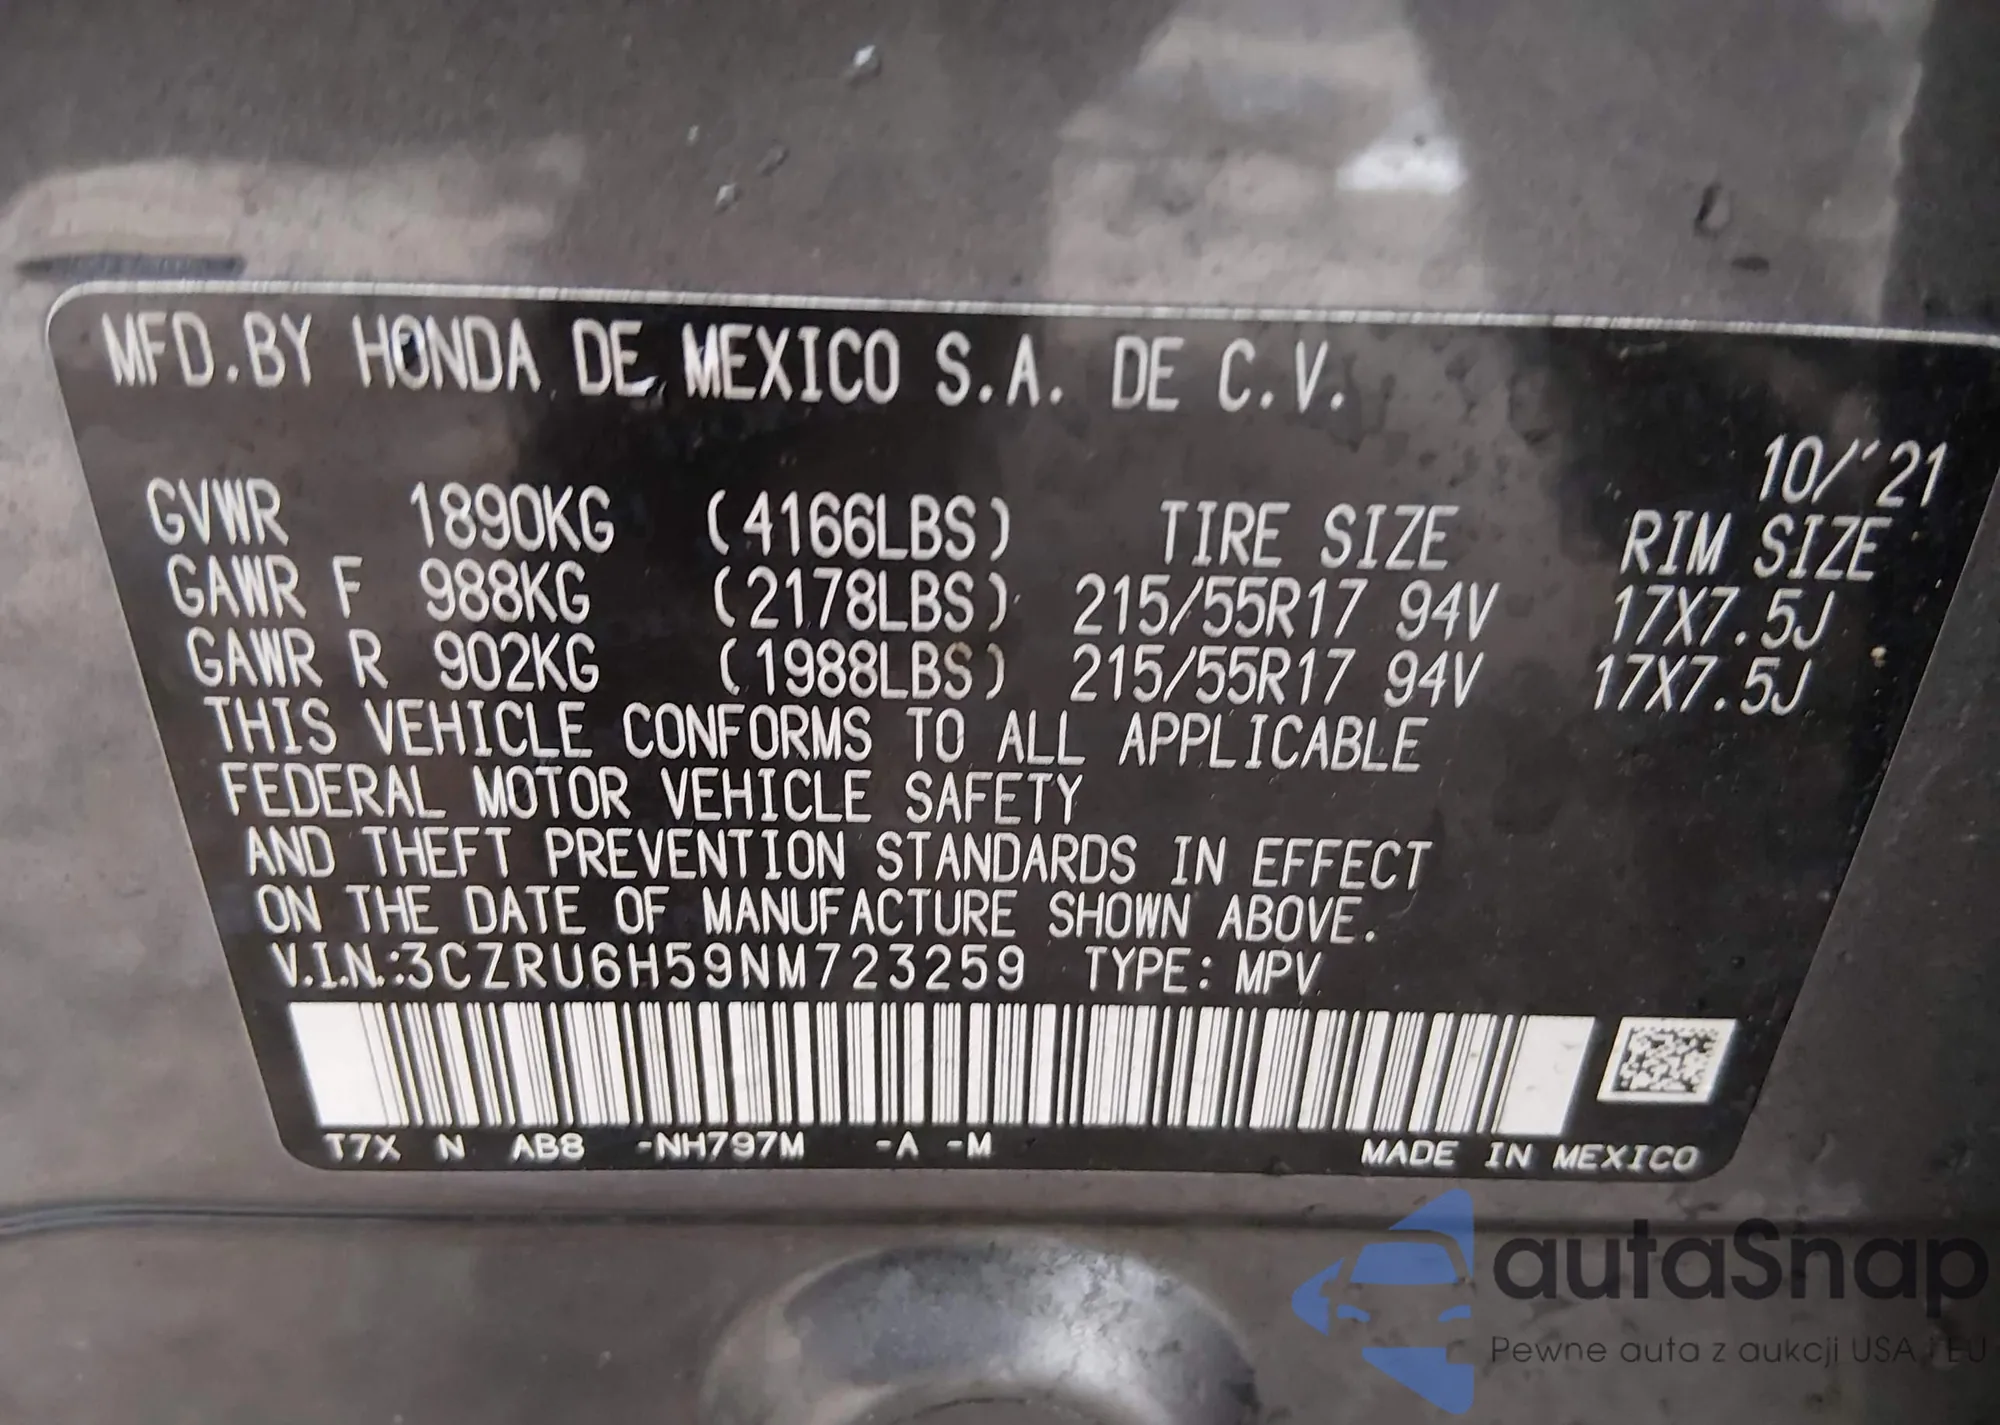 MFD.BY HONDA DE MEXICO S.A. DE C.V.
10/'21
GVWR 1890KG (4166LBS) TIRE SIZE RIM SIZE
GAWR F 988KG (2178LBS) 215/55R17 94V 17X7.5J
GAWR R 902KG (1988LBS) 215/55R17 94V 17X7.5J
THIS VEHICLE CONFORMS TO ALL APPLICABLE
FEDERAL MOTOR VEHICLE SAFETY
AND THEFT PREVENTION STANDARDS IN EFFECT
ON THE DATE OF MANUFACTURE SHOWN ABOVE.
V.I.N.:3CZRU6H59NM723259 TYPE: MPV
T7X N AB8 -NH797M -A -M MADE IN MEXICO
autaSnap
Pewne auta z aukcji USA i EU